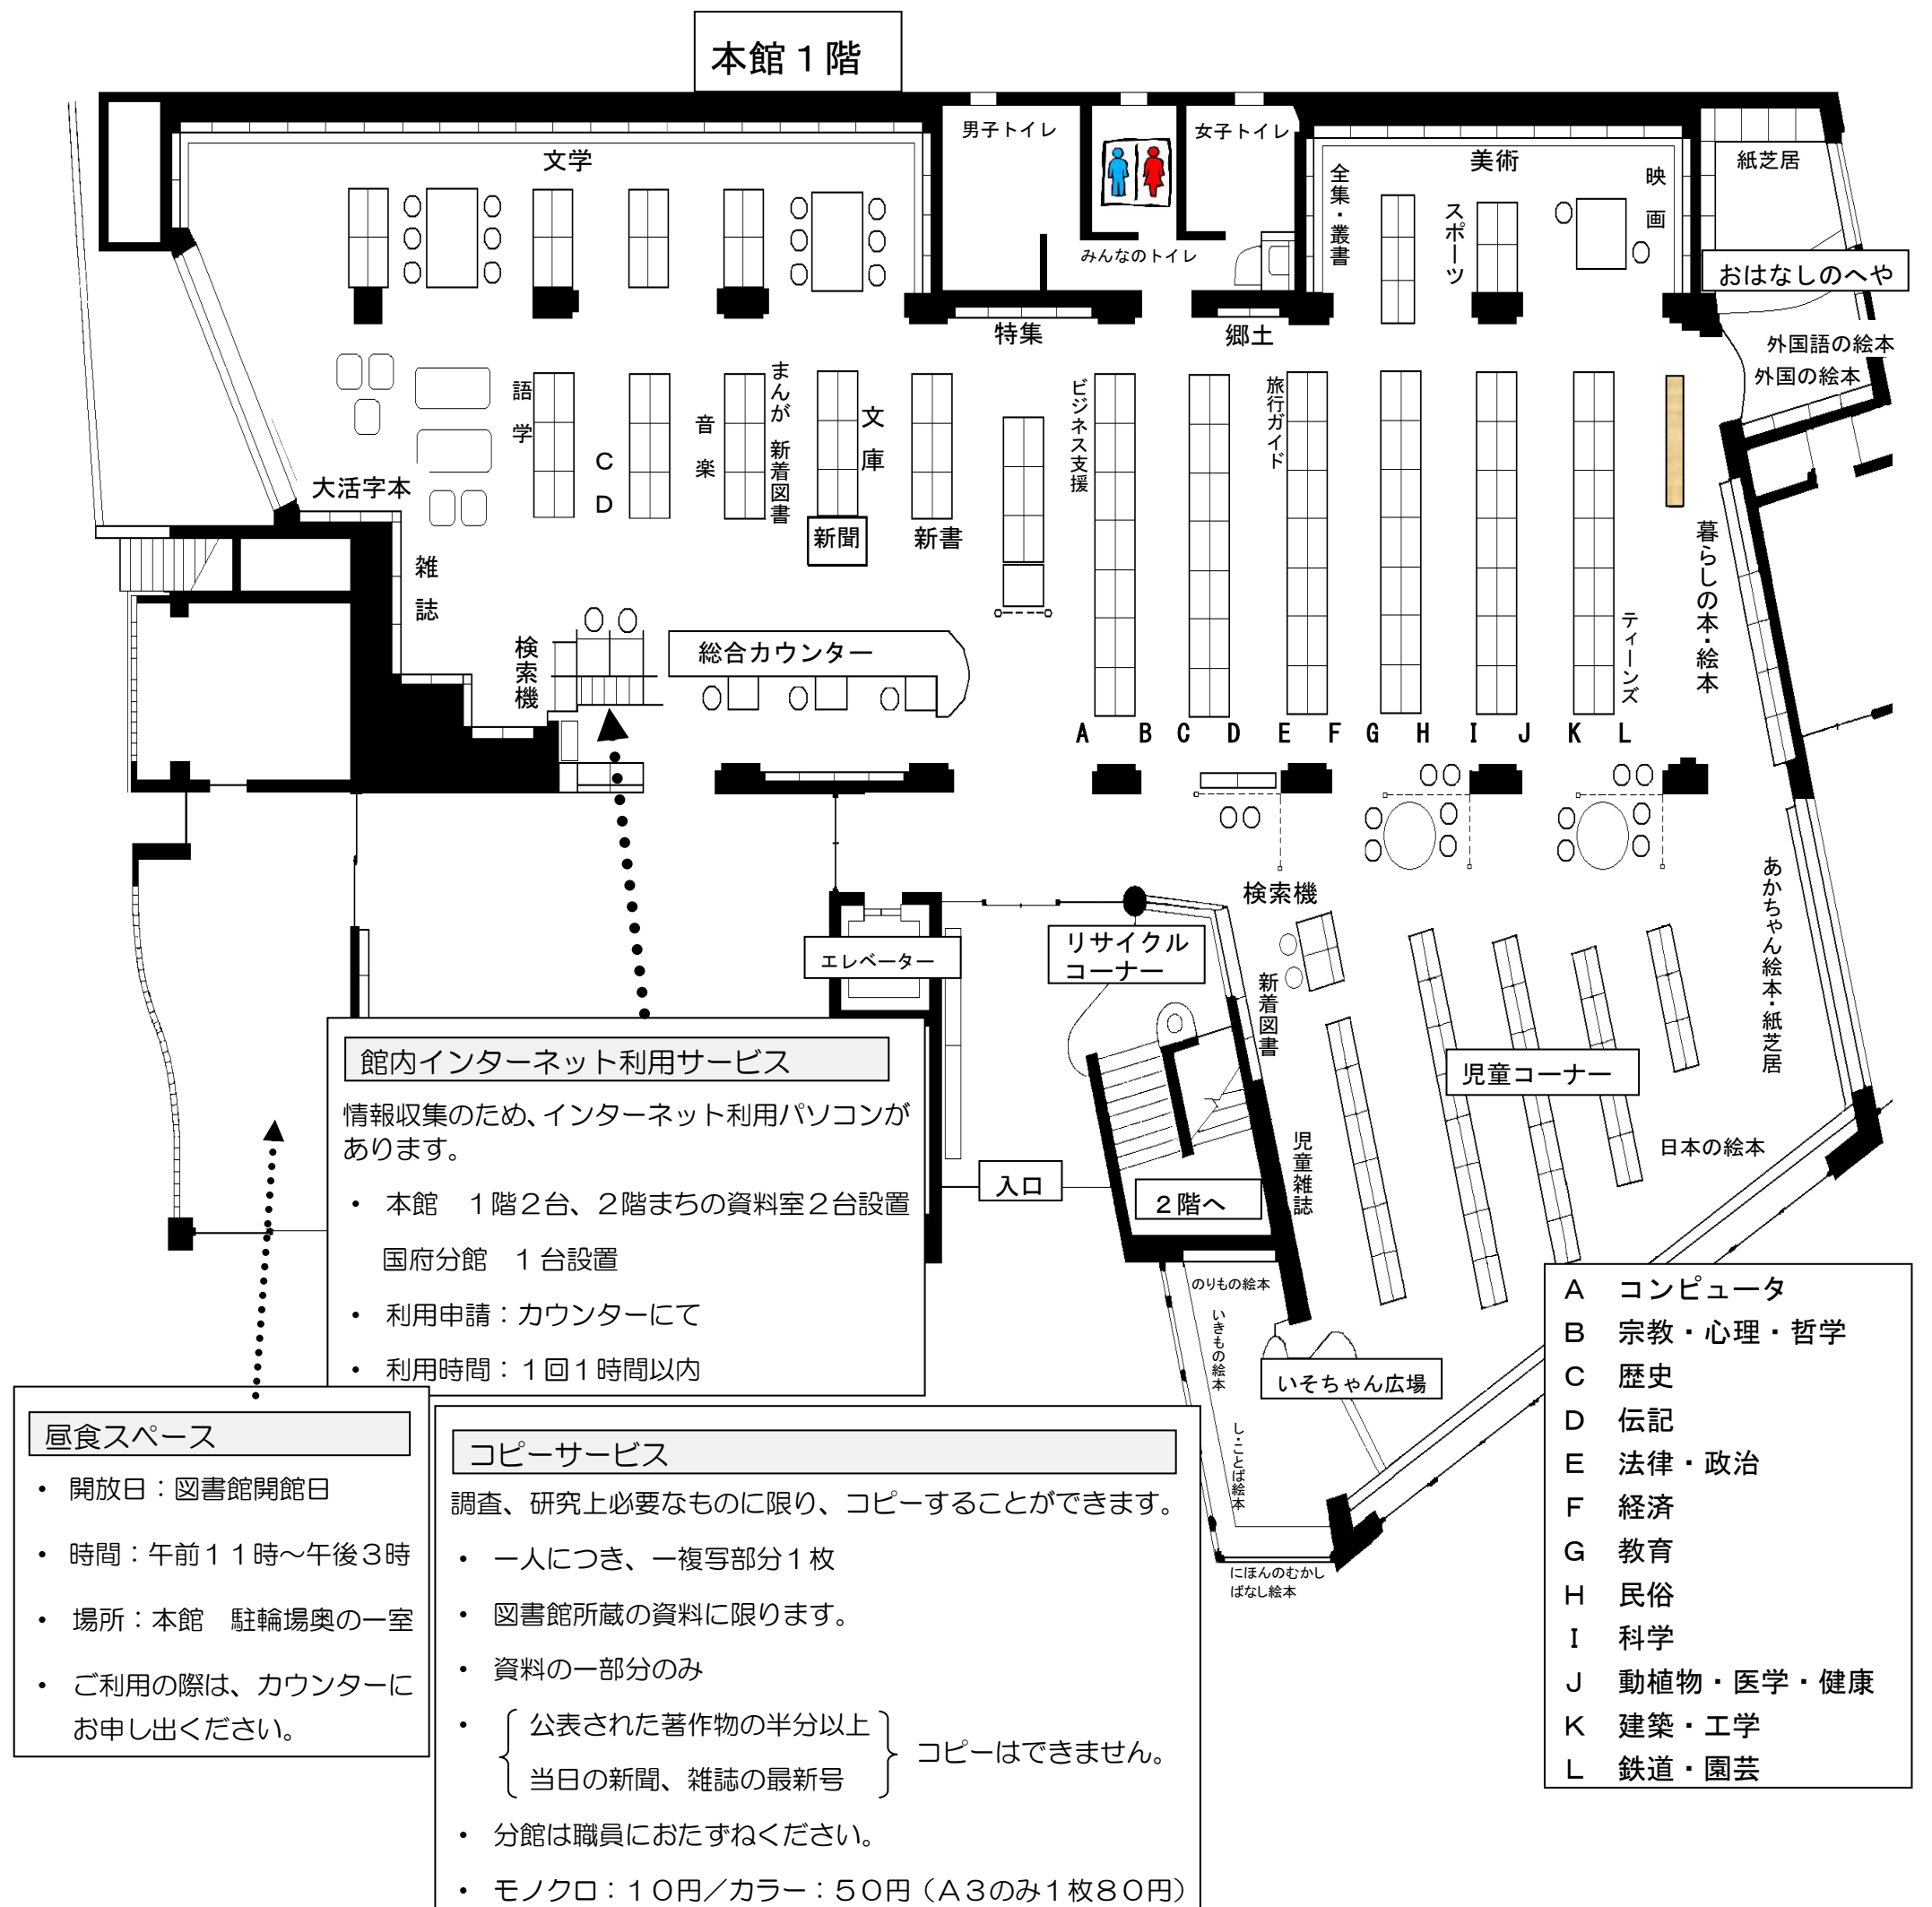 本館１階
男子トイレ
女子トイレ
みんなのトイレ
文学
全集・叢書
美術
スポーツ
映画
紙芝居
おはなしのへや
特集
郷土
外国語の絵本
外国の絵本
語学
ＣＤ
音楽
まんが　新着図書
文庫
新聞
新書
ビジネス支援
旅行ガイド
大活字本
雑誌
検索機
総合カウンター
ティーンズ
暮らしの本・絵本
A B C D E F G H I J K L
検索機
あかちゃん絵本・紙芝居
エレベーター
リサイクル
コーナー
新着図書
児童コーナー
児童雑誌
日本の絵本
入口
２階へ
のりもの絵本
いきもの絵本
し・ことば絵本
いそちゃん広場
にほんのむかし
ばなし絵本
館内インターネット利用サービス
情報収集のため、インターネット利用パソコンが
あります。
・ 本館　１階２台、２階まちの資料室２台設置
国府分館　１台設置
・ 利用申請：カウンターにて
・ 利用時間：１回１時間以内
昼食スペース
・ 開放日：図書館開館日
・ 時間：午前１１時～午後３時
・ 場所：本館　駐輪場奥の一室
・ ご利用の際は、カウンターに
お申し出ください。
コピーサービス
調査、研究上必要なものに限り、コピーすることができます。
・ 一人につき、一複写部分１枚
・ 図書館所蔵の資料に限ります。
・ 資料の一部分のみ
・ 公表された著作物の半分以上
当日の新聞、雑誌の最新号
コピーはできません。
・ 分館は職員におたずねください。
・ モノクロ：１０円／カラー：５０円（Ａ３のみ１枚８０円）
Ａ　コンピュータ
Ｂ　宗教・心理・哲学
Ｃ　歴史
Ｄ　伝記
Ｅ　法律・政治
Ｆ　経済
Ｇ　教育
Ｈ　民俗
Ｉ　科学
Ｊ　動植物・医学・健康
Ｋ　建築・工学
Ｌ　鉄道・園芸